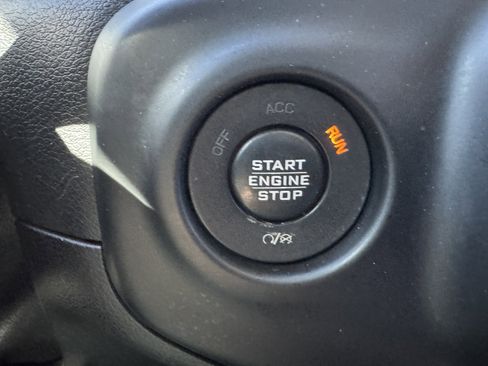 ACC
OFF
RUN
START
ENGINE
STOP